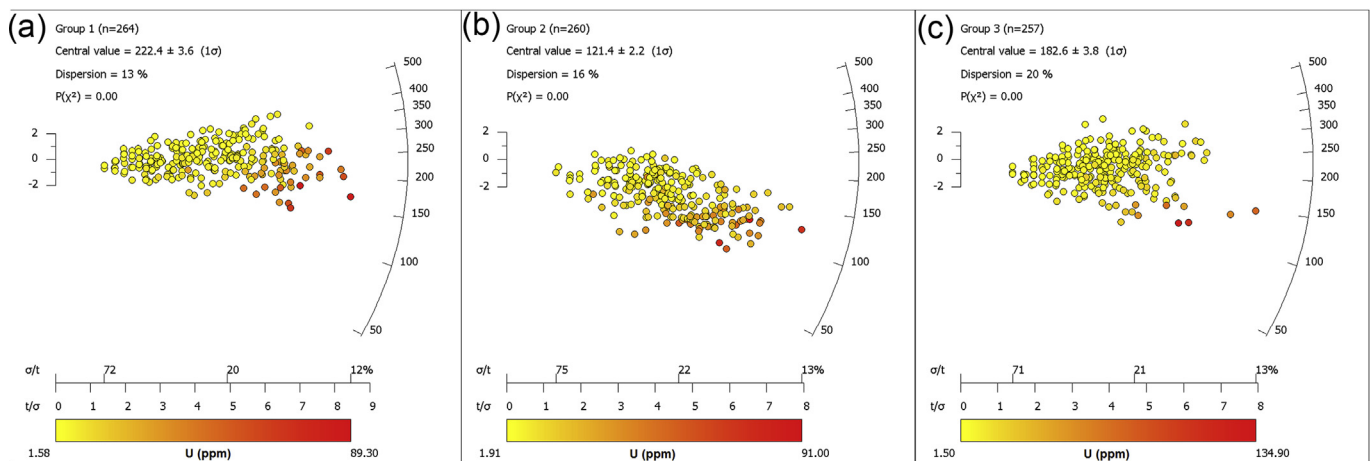 (a)
Group 1 (n=264)
Central value = 222.4 ± 3.6 (1σ)
Dispersion = 13 %
P(χ²) = 0.00
500
400
350
300
250
200
150
100
50
2
0
-2
σ/t
72
20
12%
t/σ
0 1 2 3 4 5 6 7 8 9
1.58
U (ppm)
89.30
(b)
Group 2 (n=260)
Central value = 121.4 ± 2.2 (1σ)
Dispersion = 16 %
P(χ²) = 0.00
500
400
350
300
250
200
150
100
50
2
0
-2
σ/t
75
22
13%
t/σ
0 1 2 3 4 5 6 7 8
1.91
U (ppm)
91.00
(c)
Group 3 (n=257)
Central value = 182.6 ± 3.8 (1σ)
Dispersion = 20 %
P(χ²) = 0.00
500
400
350
300
250
200
150
100
50
2
0
-2
σ/t
71
21
13%
t/σ
0 1 2 3 4 5 6 7 8
1.50
U (ppm)
134.90